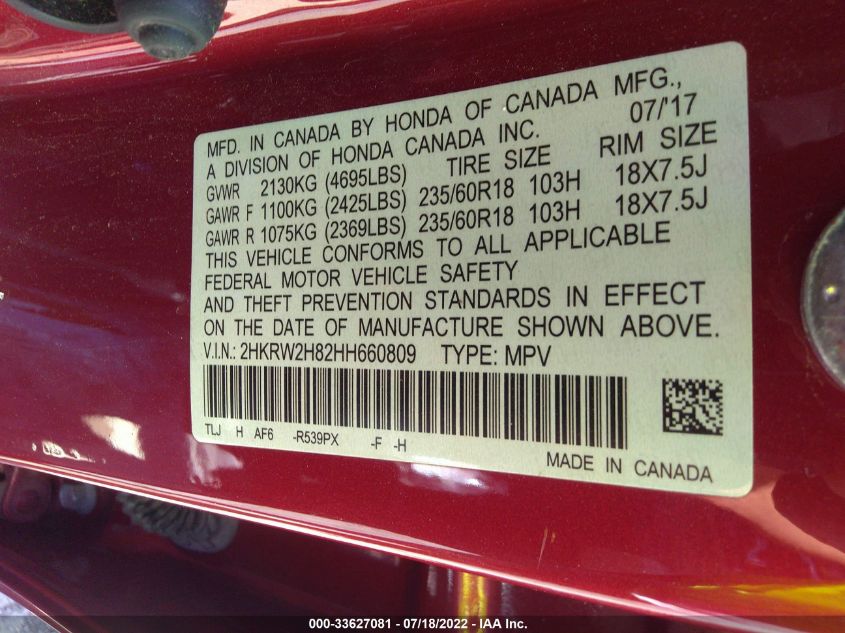 MFD. IN CANADA BY HONDA OF CANADA MFG.,
A DIVISION OF HONDA CANADA INC. 07/'17
GVWR 2130KG (4695LBS) TIRE SIZE RIM SIZE
GAWR F 1100KG (2425LBS) 235/60R18 103H 18X7.5J
GAWR R 1075KG (2369LBS) 235/60R18 103H 18X7.5J
THIS VEHICLE CONFORMS TO ALL APPLICABLE
FEDERAL MOTOR VEHICLE SAFETY
AND THEFT PREVENTION STANDARDS IN EFFECT
ON THE DATE OF MANUFACTURE SHOWN ABOVE.
V.I.N.: 2HKRW2H82HH660809 TYPE: MPV
TLJ H AF6 -R539PX -F -H
MADE IN CANADA
000-33627081 - 07/18/2022 - IAA Inc.